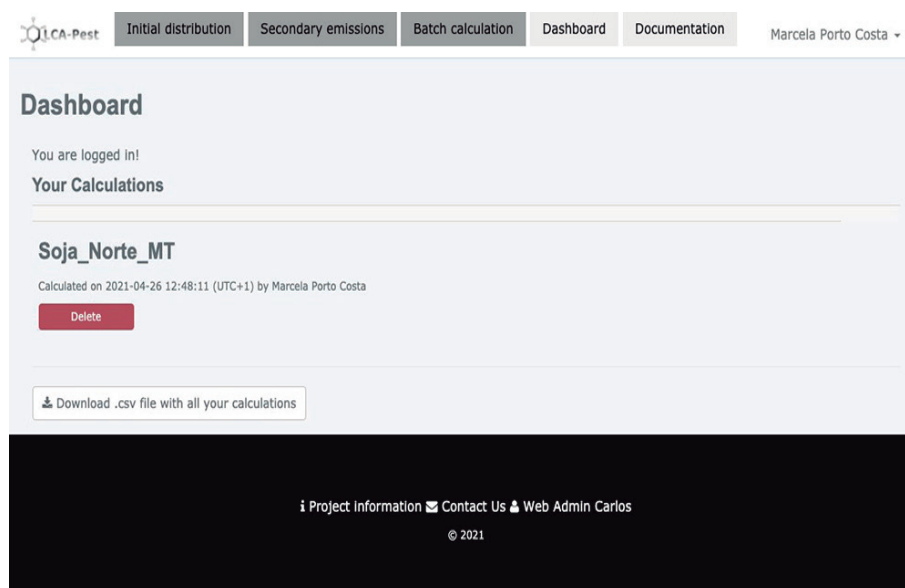 OLCA-Pest Initial distribution Secondary emissions Batch calculation Dashboard Documentation Marcela Porto Costa
Dashboard
You are logged in!
Your Calculations
Soja_Norte_MT
Calculated on 2021-04-26 12:48:11 (UTC+1) by Marcela Porto Costa
Delete
Download .csv file with all your calculations
Project information Contact Us Web Admin Carlos
© 2021